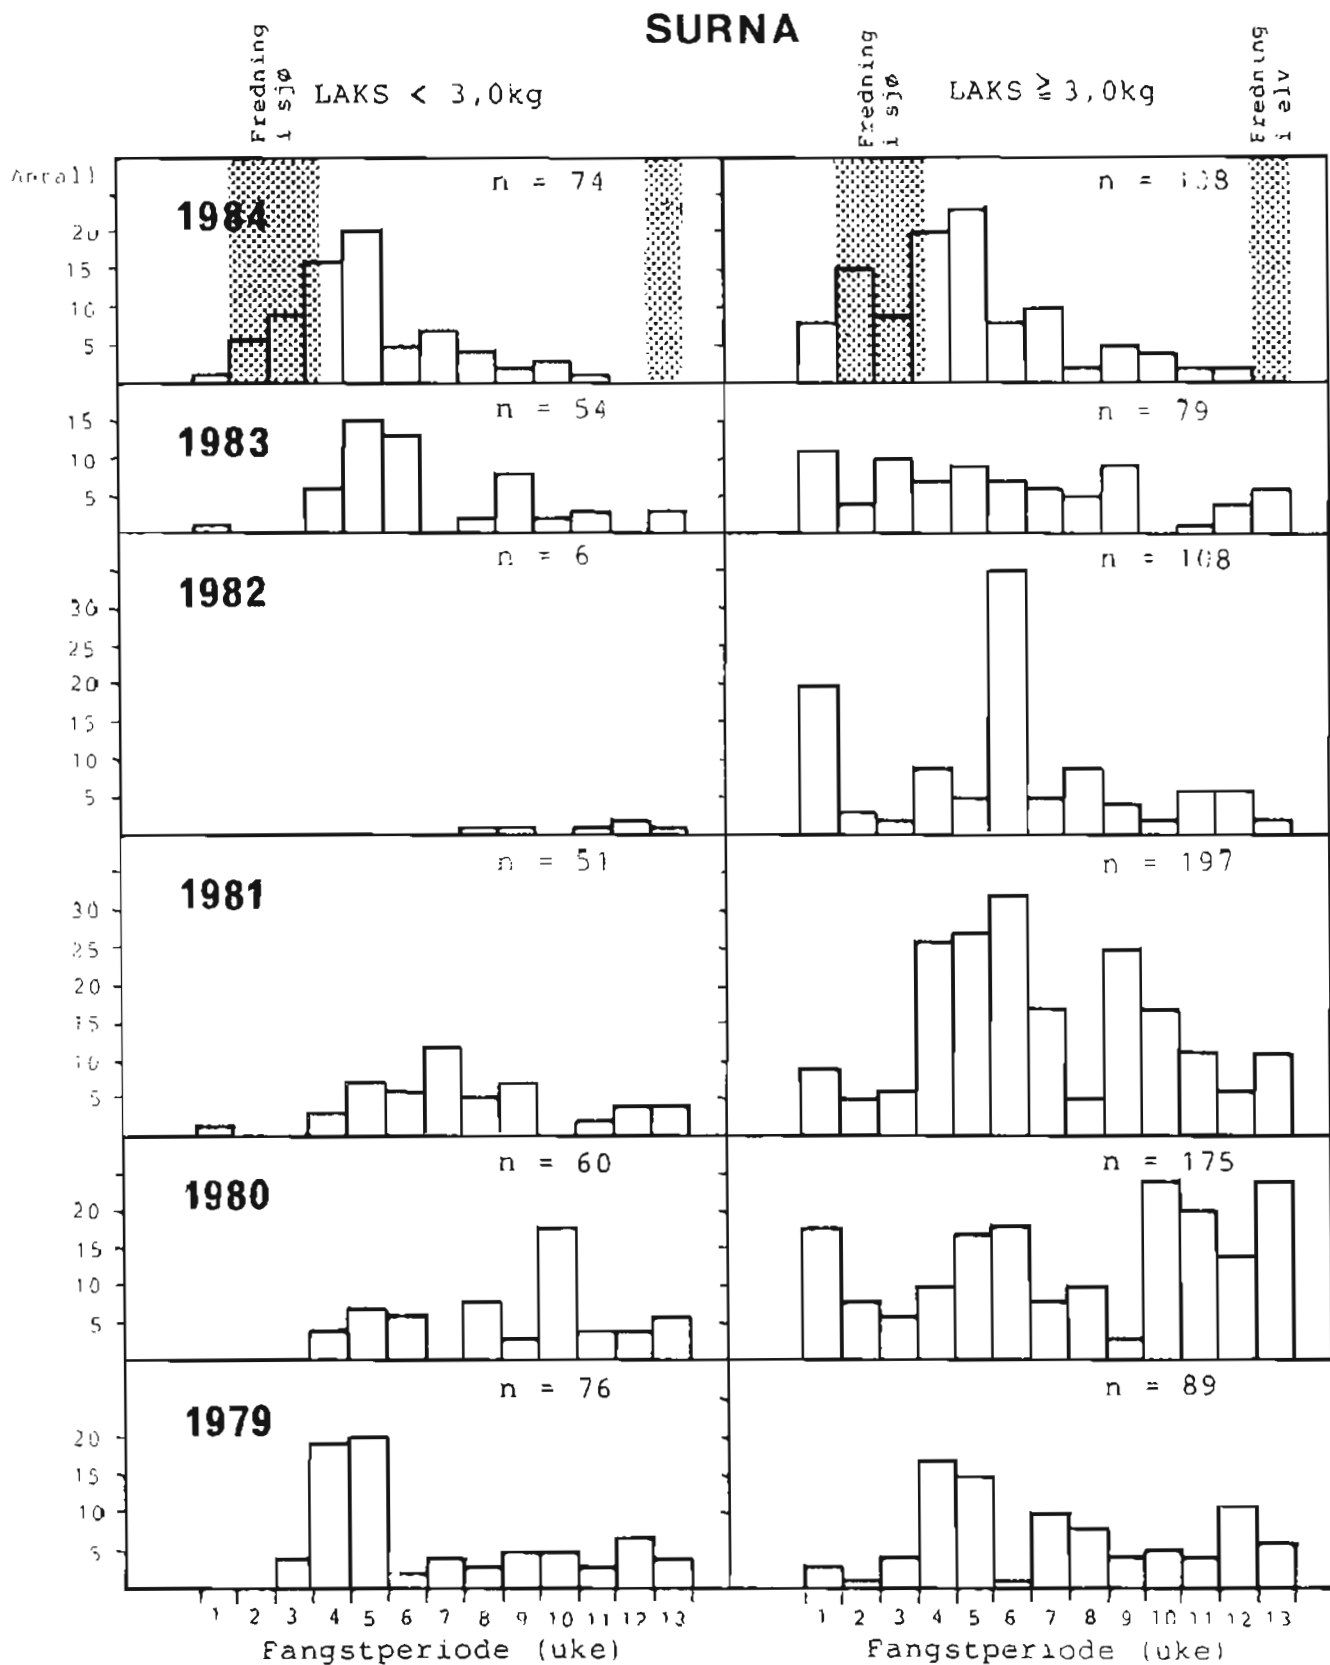 SURNA
Fredning
i sjø
LAKS < 3,0kg
Fredning
i sjø
LAKS ≧ 3,0kg
Fredning
i elv
Antall
1984
n = 74
20
15
10
5
1983
n = 54
n = 79
15
10
5
1982
n = 6
n = 108
30
25
20
15
10
5
1981
n = 51
n = 197
30
25
20
15
10
5
1980
n = 60
n = 175
20
15
10
5
1979
n = 76
n = 89
20
15
10
5
1 2 3 4 5 6 7 8 9 10 11 12 13
1 2 3 4 5 6 7 8 9 10 11 12 13
Fangstperiode (uke)
Fangstperiode (uke)